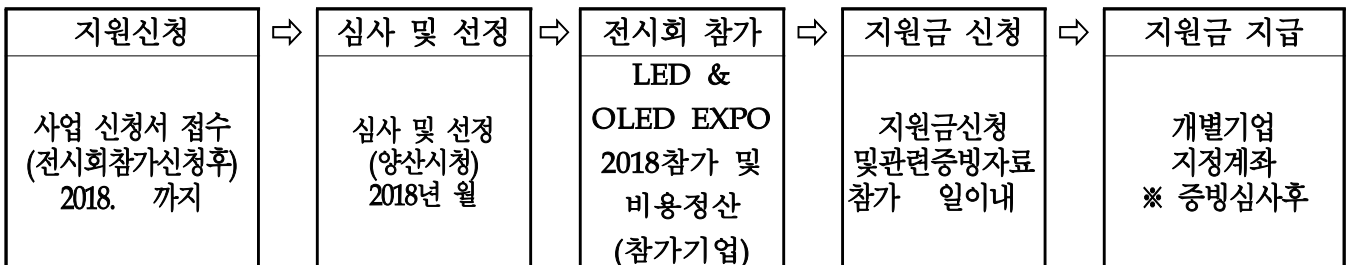 지원신청
사업 신청서 접수
(전시회참가신청후)
2018. 까지
⇨
심사 및 선정
심사 및 선정
(양산시청)
2018년 월
⇨
전시회 참가
LED &
OLED EXPO
2018참가 및
비용정산
(참가기업)
⇨
지원금 신청
지원금신청
및관련증빙자료
참가 일이내
⇨
지원금 지급
개별기업
지정계좌
※ 증빙심사후